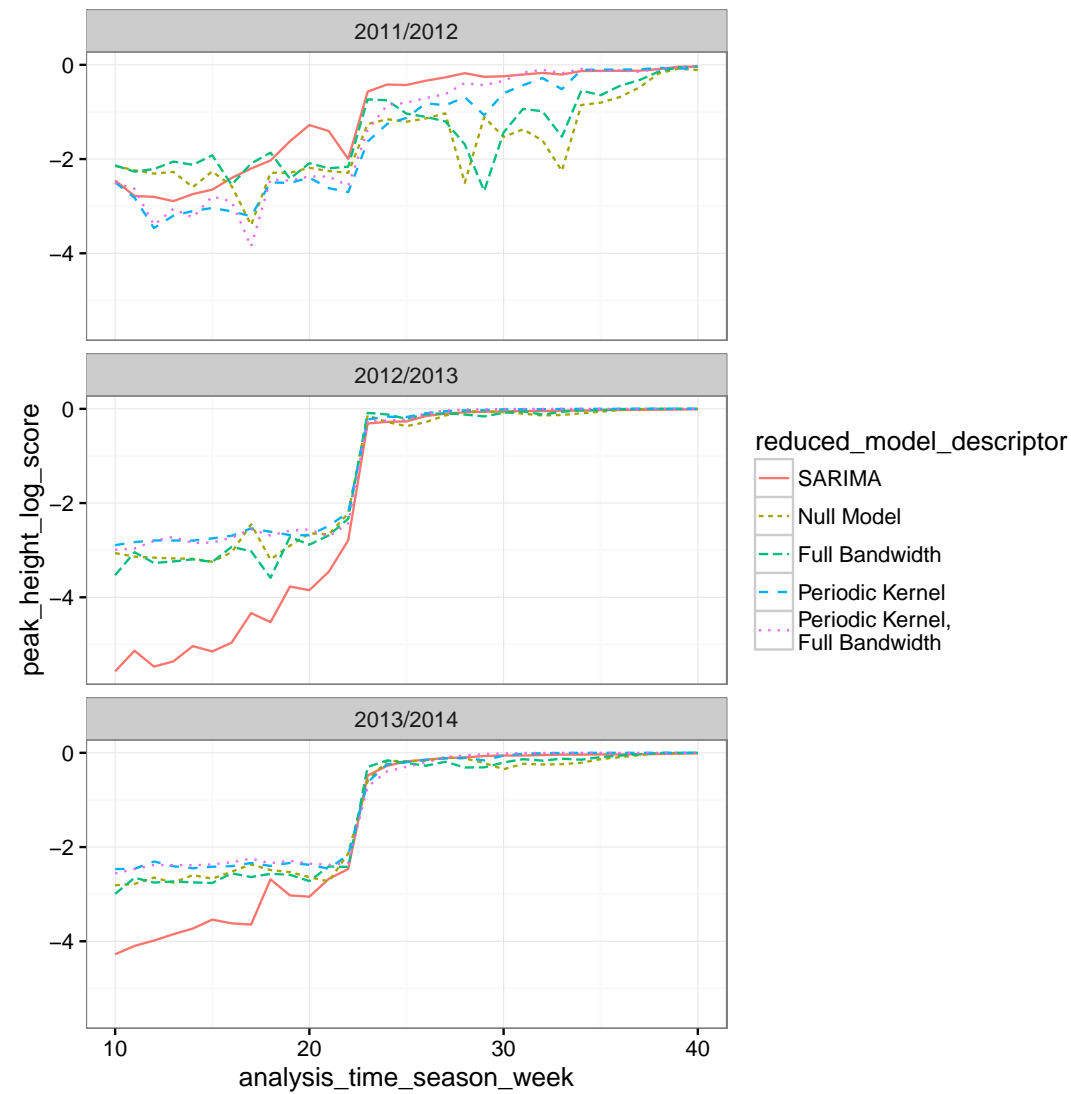 2011/2012
0
−2
−4
2012/2013
0
−2
−4
2013/2014
0
−2
−4
10 20 30 40
analysis_time_season_week
peak_height_log_score
reduced_model_descriptor
SARIMA
Null Model
Full Bandwidth
Periodic Kernel
Periodic Kernel,
Full Bandwidth